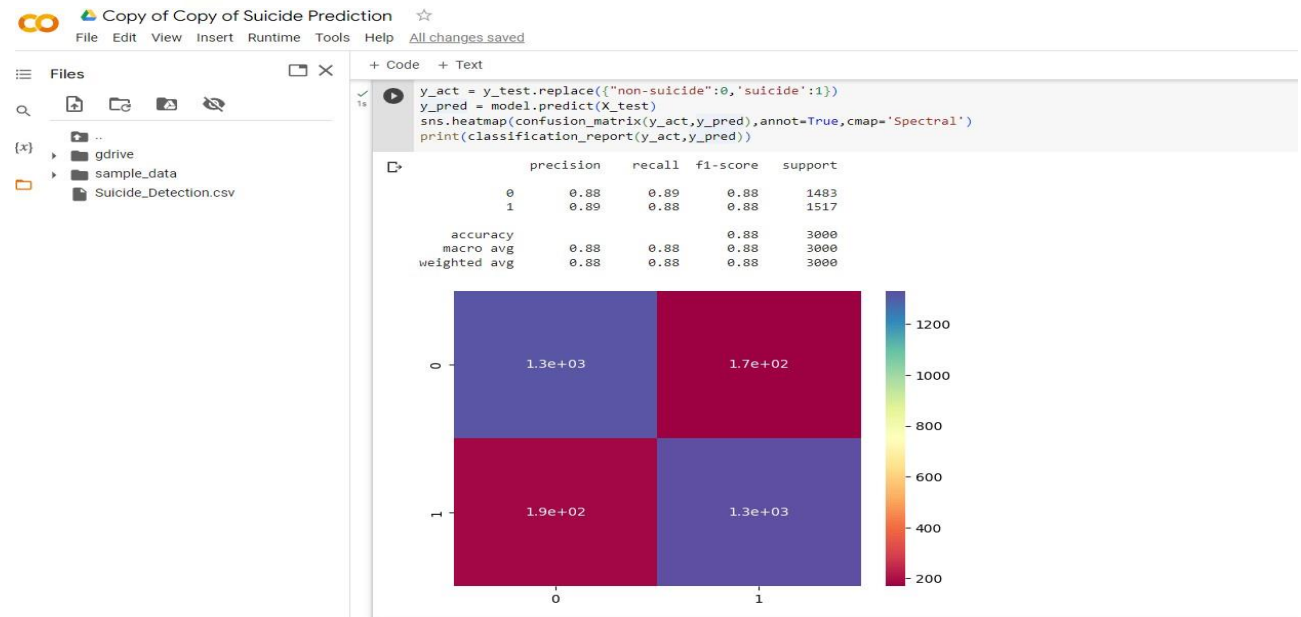 CO Copy of Copy of Suicide Prediction
File Edit View Insert Runtime Tools Help All changes saved
Files
+ Code + Text
{x}
..
gdrive
sample_data
Suicide_Detection.csv
1s
y_act = y_test.replace({"non-suicide":0,'suicide':1})
y_pred = model.predict(X_test)
sns.heatmap(confusion_matrix(y_act,y_pred),annot=True,cmap='Spectral')
print(classification_report(y_act,y_pred))
precision recall f1-score support
0 0.88 0.89 0.88 1483
1 0.89 0.88 0.88 1517
accuracy 0.88 3000
macro avg 0.88 0.88 0.88 3000
weighted avg 0.88 0.88 0.88 3000
0 1.3e+03 1.7e+02
1 1.9e+02 1.3e+03
0 1
1200
1000
800
600
400
200